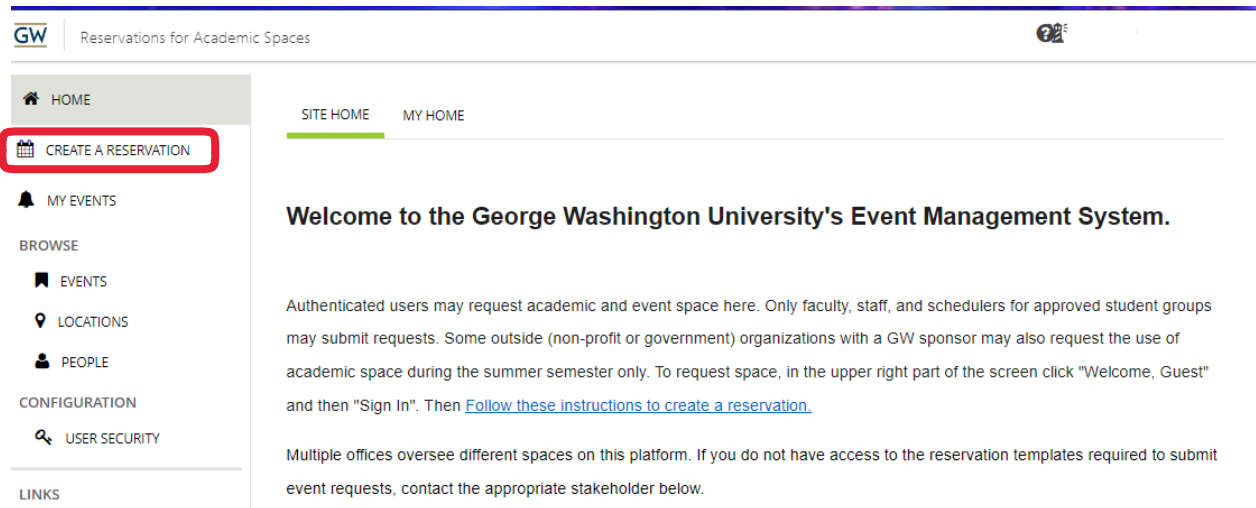 GW Reservations for Academic Spaces
HOME
CREATE A RESERVATION
MY EVENTS
BROWSE
EVENTS
LOCATIONS
PEOPLE
CONFIGURATION
USER SECURITY
LINKS
SITE HOME MY HOME
Welcome to the George Washington University's Event Management System.
Authenticated users may request academic and event space here. Only faculty, staff, and schedulers for approved student groups
may submit requests. Some outside (non-profit or government) organizations with a GW sponsor may also request the use of
academic space during the summer semester only. To request space, in the upper right part of the screen click "Welcome, Guest"
and then "Sign In". Then Follow these instructions to create a reservation.
Multiple offices oversee different spaces on this platform. If you do not have access to the reservation templates required to submit
event requests, contact the appropriate stakeholder below.